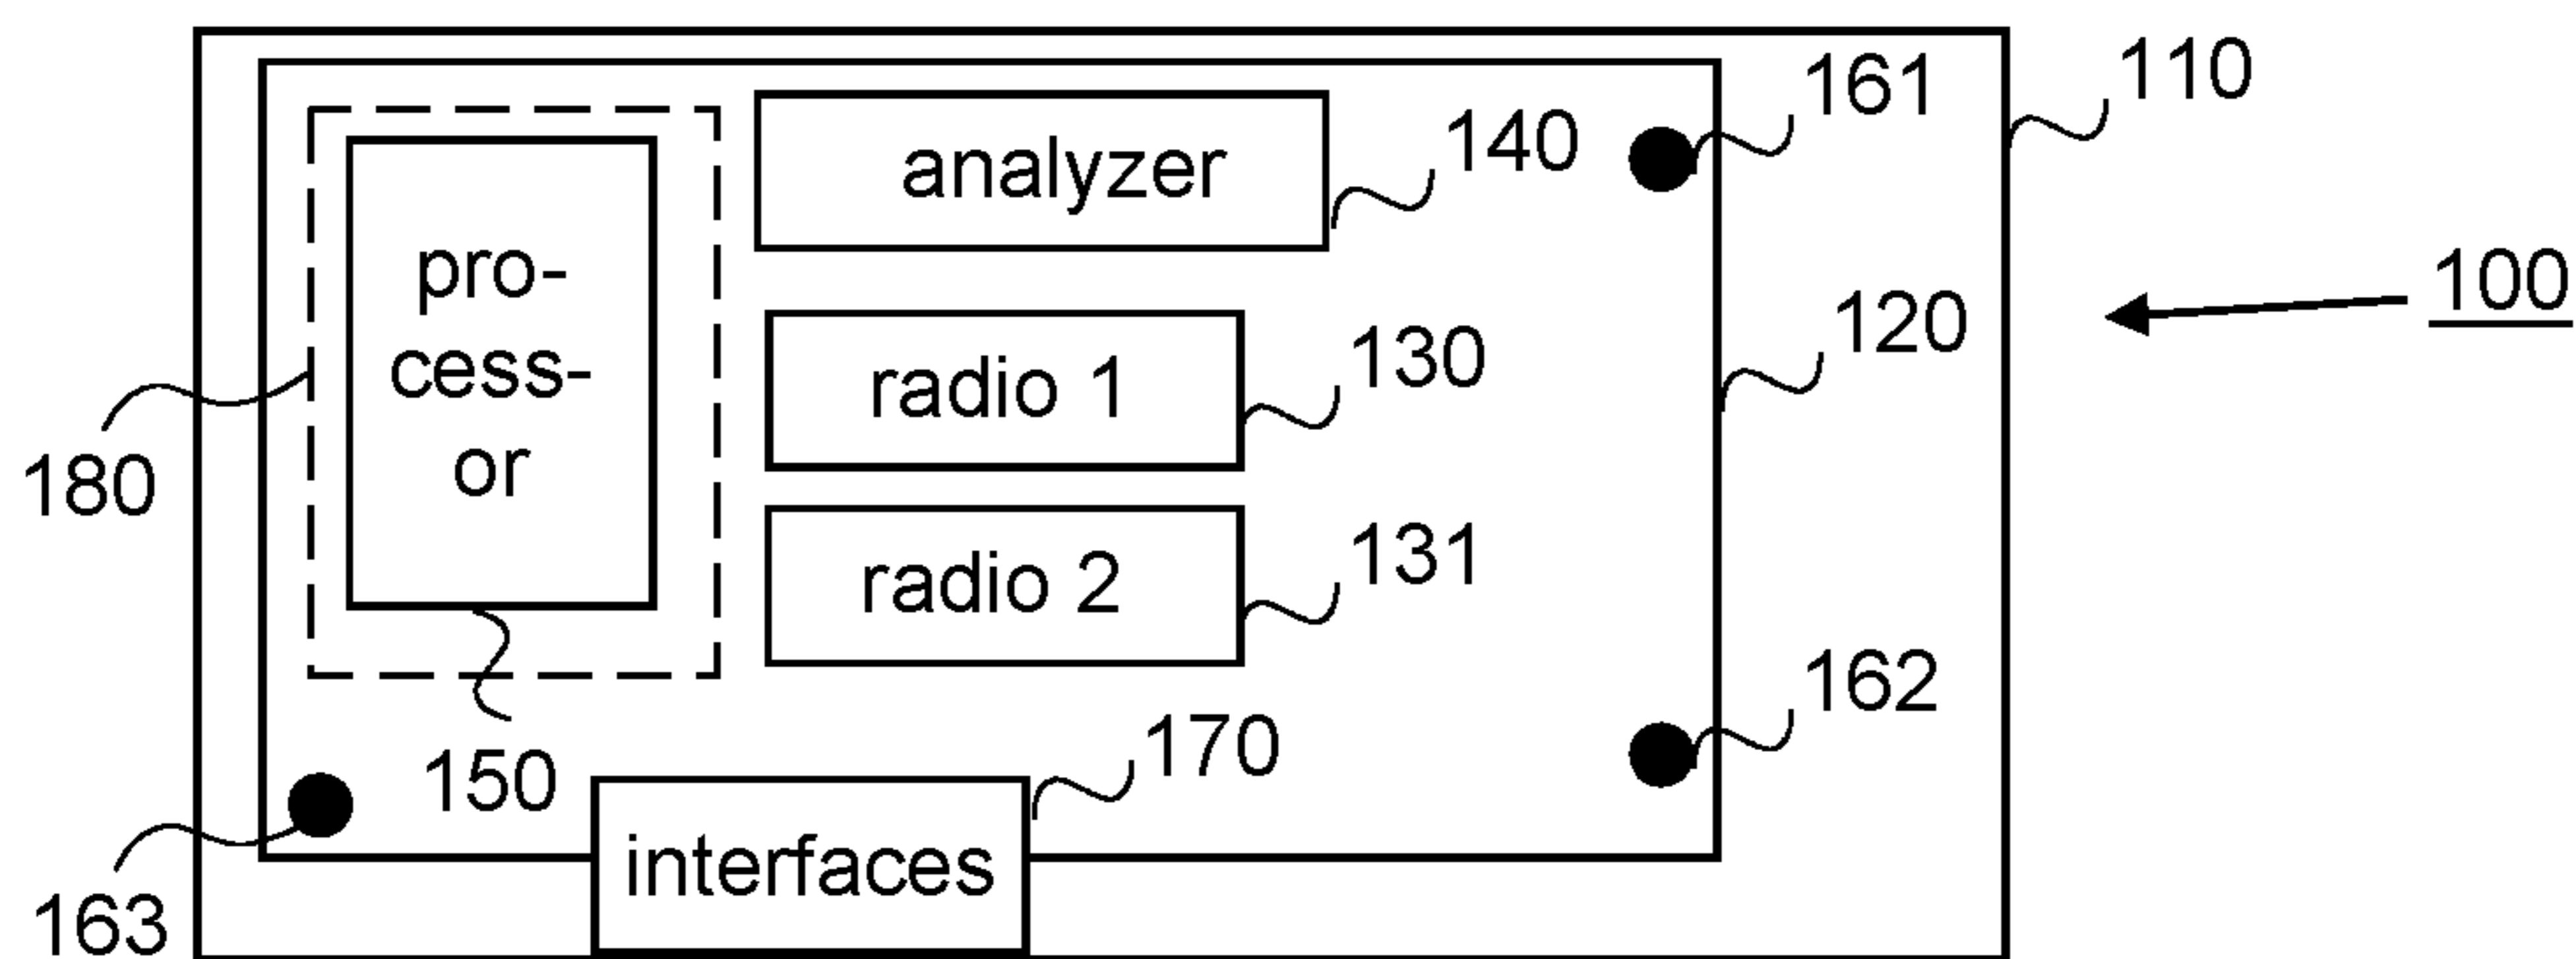 161
110
analyzer
140
pro-
cess-
or
100
120
radio 1
130
180
radio 2
131
162
170
150
interfaces
163